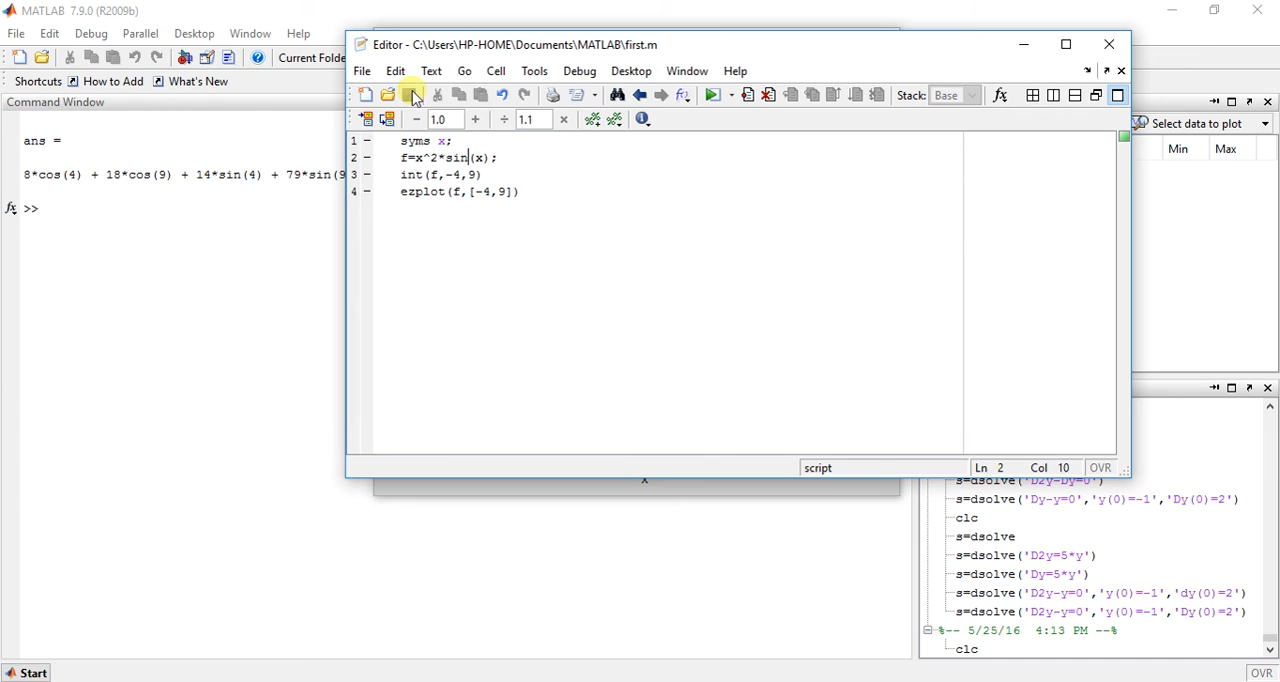 MATLAB 7.9.0 (R2009b)
File Edit Debug Parallel Desktop Window Help
Current Folde
Shortcuts How to Add What's New
Command Window
ans =
8*cos(4) + 18*cos(9) + 14*sin(4) + 79*sin(9
fx >>
Editor - C:\Users\HP-HOME\Documents\MATLAB\first.m
File Edit Text Go Cell Tools Debug Desktop Window Help
Stack: Base fx
− 1.0 + ÷ 1.1 ×
1 – syms x;
2 – f=x^2*sin(x);
3 – int(f,-4,9)
4 – ezplot(f,[-4,9])
script Ln 2 Col 10 OVR
x
Select data to plot
Min Max
s=dsolve('D2y-Dy=0')
s=dsolve('Dy-y=0','y(0)=-1','Dy(0)=2')
clc
s=dsolve
s=dsolve('D2y=5*y')
s=dsolve('Dy=5*y')
s=dsolve('D2y-y=0','y(0)=-1','dy(0)=2')
s=dsolve('D2y-y=0','y(0)=-1','Dy(0)=2')
%-- 5/25/16 4:13 PM --%
clc
Start
OVR